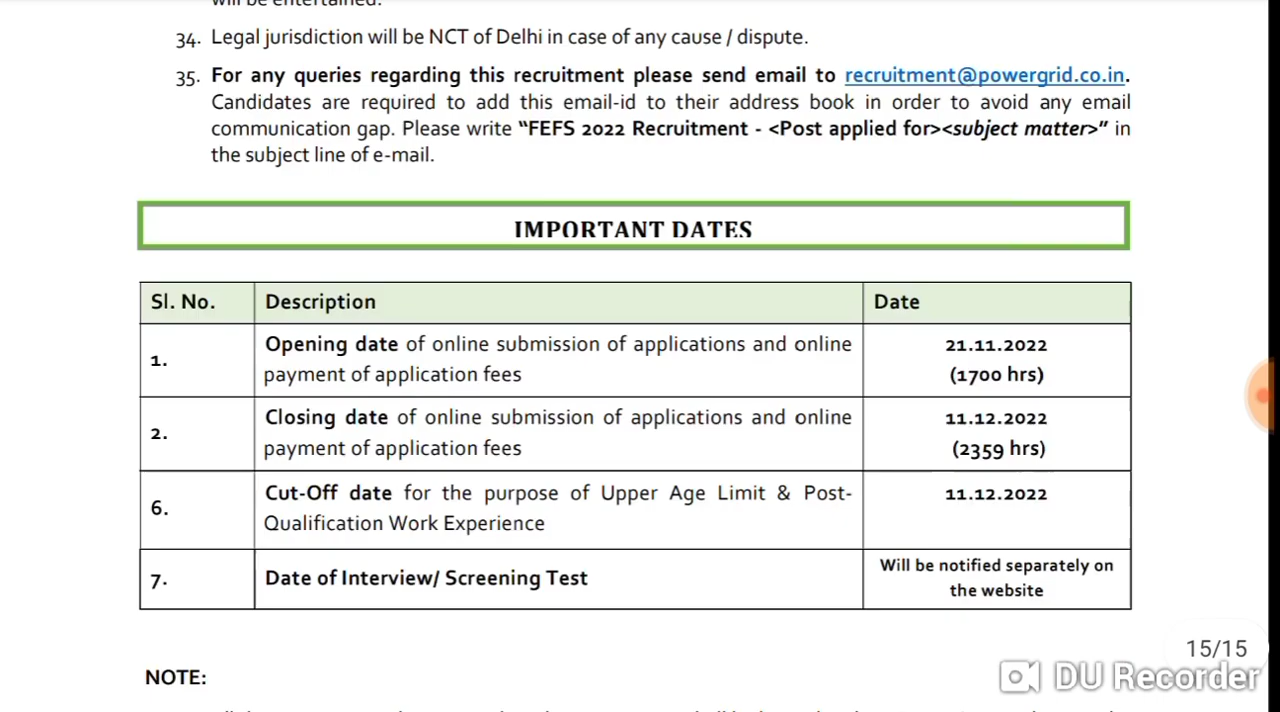 will be entertained.
34. Legal jurisdiction will be NCT of Delhi in case of any cause / dispute.
35. For any queries regarding this recruitment please send email to recruitment@powergrid.co.in.
Candidates are required to add this email-id to their address book in order to avoid any email
communication gap. Please write “FEFS 2022 Recruitment - <Post applied for><subject matter>” in
the subject line of e-mail.
IMPORTANT DATES
Sl. No. Description Date
1. Opening date of online submission of applications and online payment of application fees 21.11.2022
(1700 hrs)
2. Closing date of online submission of applications and online payment of application fees 11.12.2022
(2359 hrs)
6. Cut-Off date for the purpose of Upper Age Limit & Post-
Qualification Work Experience 11.12.2022
7. Date of Interview/ Screening Test Will be notified separately on
the website
15/15
NOTE:
DU Recorder